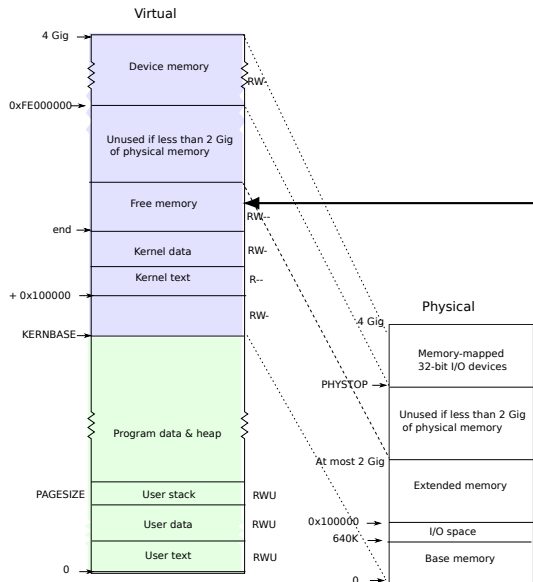 Virtual
4 Gig
Device memory
RW-
0xFE000000
Unused if less than 2 Gig
of physical memory
Free memory
RW--
end
Kernel data
RW-
Kernel text
R--
+ 0x100000
RW-
KERNBASE
Program data & heap
PAGESIZE
User stack
RWU
User data
RWU
User text
RWU
0
Physical
4 Gig
Memory-mapped
32-bit I/O devices
PHYSTOP
Unused if less than 2 Gig
of physical memory
At most 2 Gig
Extended memory
0x100000
I/O space
640K
Base memory
0